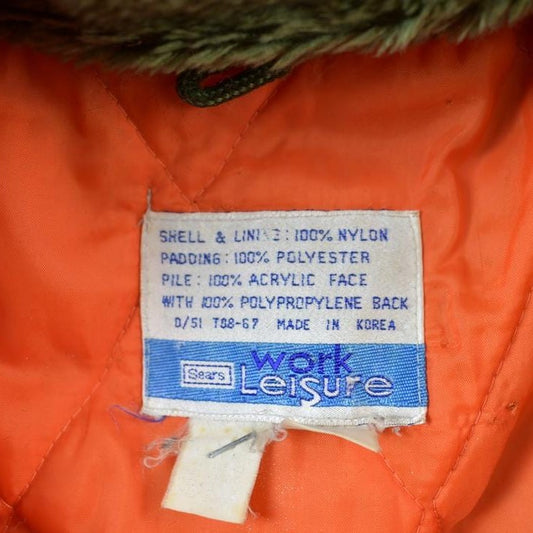 SHELL & LINING: 100% NYLON
PADDING: 100% POLYESTER
PILE: 100% ACRYLIC FACE
WITH 100% POLYPROPYLENE BACK
D/51 T08-67 MADE IN KOREA
Sears work
Leisure